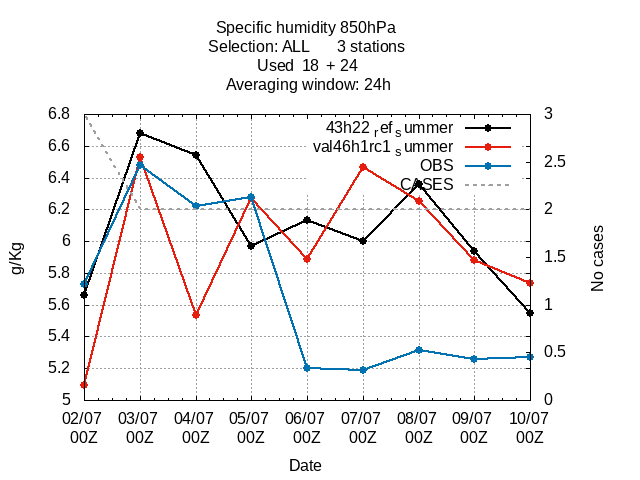 Specific humidity 850hPa
Selection: ALL 3 stations
Used 18 + 24
Averaging window: 24h
43h22 refs ummer
val46h1rc1 summer
OBS
CASES
6.8
6.6
6.4
6.2
6
5.8
5.6
5.4
5.2
5
g/Kg
3
2.5
2
1.5
1
0.5
0
No cases
02/07 03/07 04/07 05/07 06/07 07/07 08/07 09/07 10/07
00Z 00Z 00Z 00Z 00Z 00Z 00Z 00Z 00Z
Date